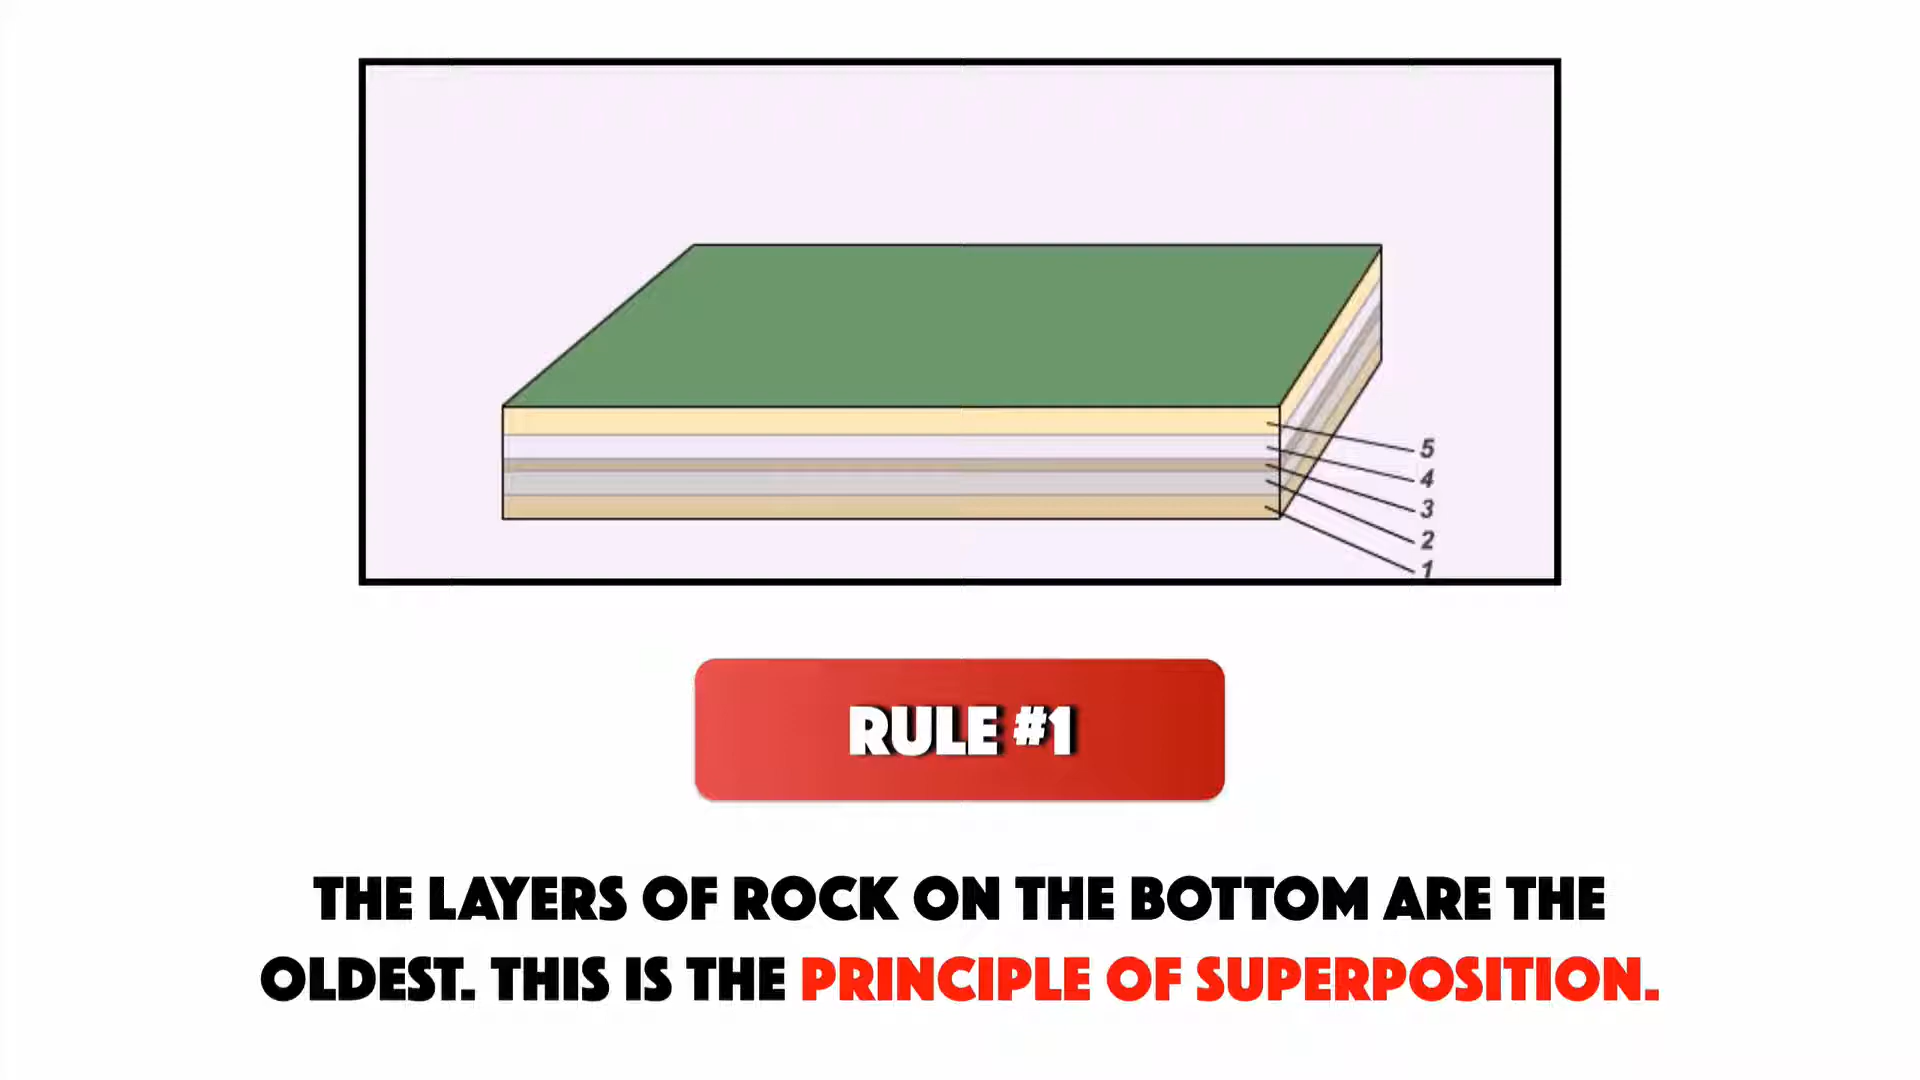 5
4
3
2
1
RULE #1
THE LAYERS OF ROCK ON THE BOTTOM ARE THE
OLDEST. THIS IS THE PRINCIPLE OF SUPERPOSITION.